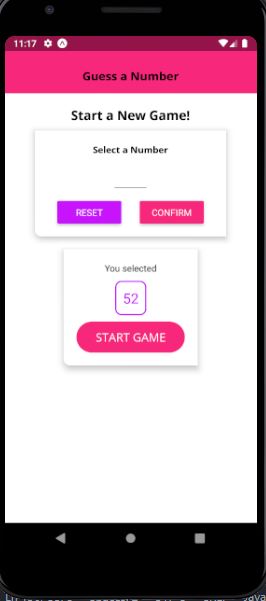 11:17
Guess a Number
Start a New Game!
Select a Number
RESET CONFIRM
You selected
52
START GAME